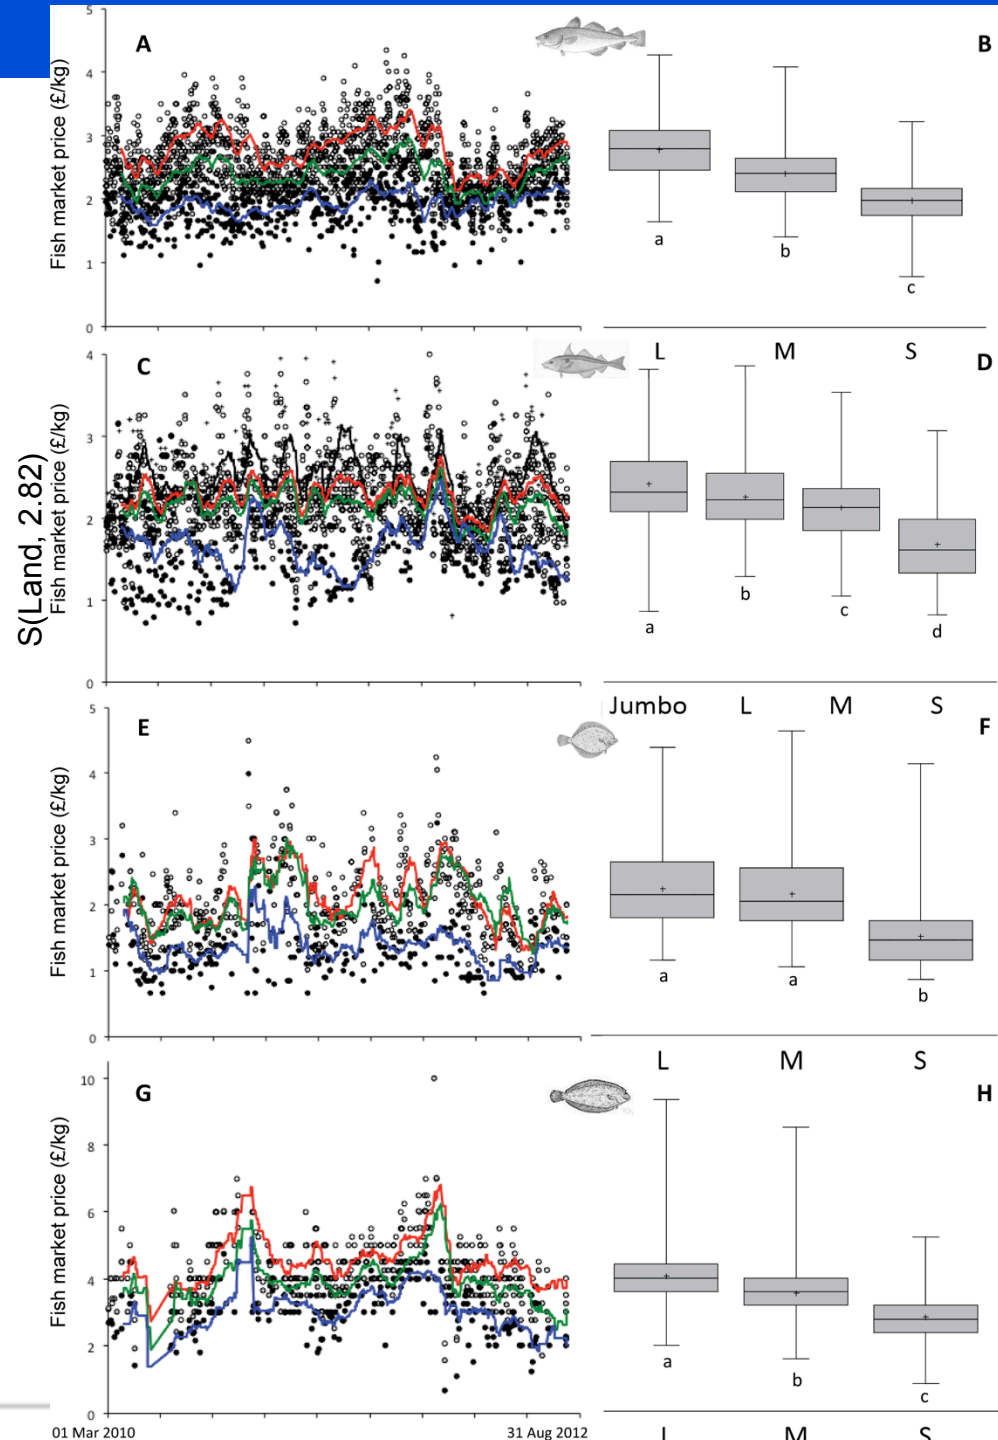 S(Land, 2.82)
A
B
Fish market price (£/kg)
5
4
3
2
1
0
a
b
c
L M S
C
D
Fish market price (£/kg)
4
3
2
1
0
a
b
c
d
Jumbo L M S
E
F
Fish market price (£/kg)
5
4
3
2
1
0
a
a
b
L M S
G
H
Fish market price (£/kg)
10
8
6
4
2
0
a
b
c
L M S
01 Mar 2010 31 Aug 2012